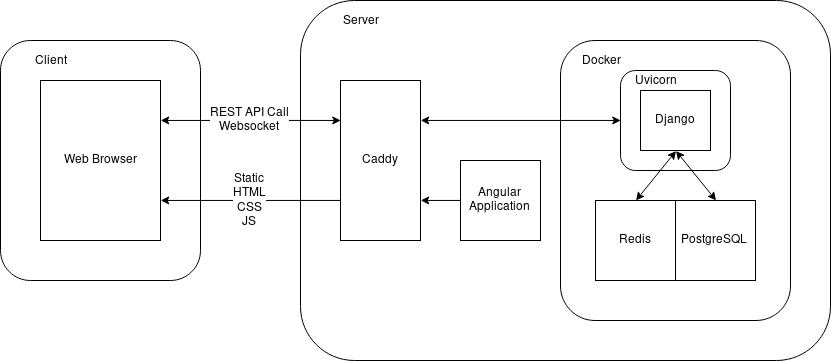 Server
Client
Docker
Uvicorn
Django
REST API Call
Websocket
Web Browser
Caddy
Static
HTML
CSS
JS
Angular
Application
Redis
PostgreSQL